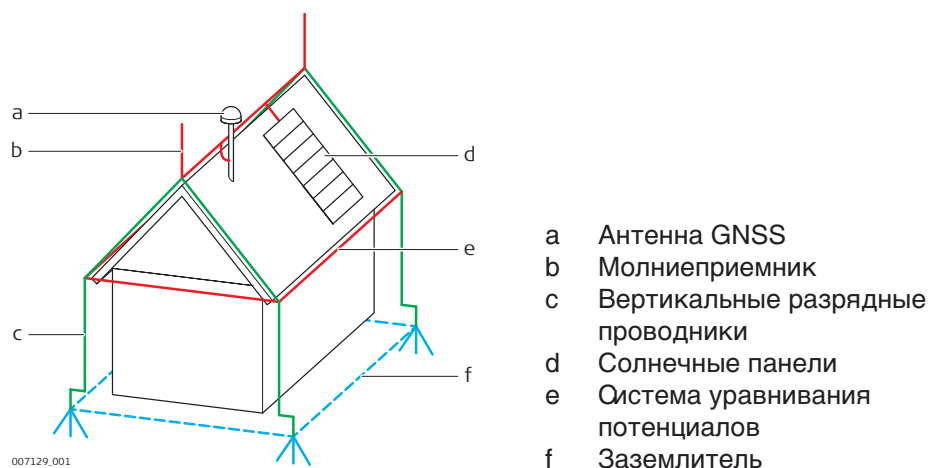 a
b
c
d
e
f
007129_001
a Антенна GNSS
b Молниеприемник
c Вертикальные разрядные
проводники
d Солнечные панели
e Система уравнивания
потенциалов
f Заземлитель